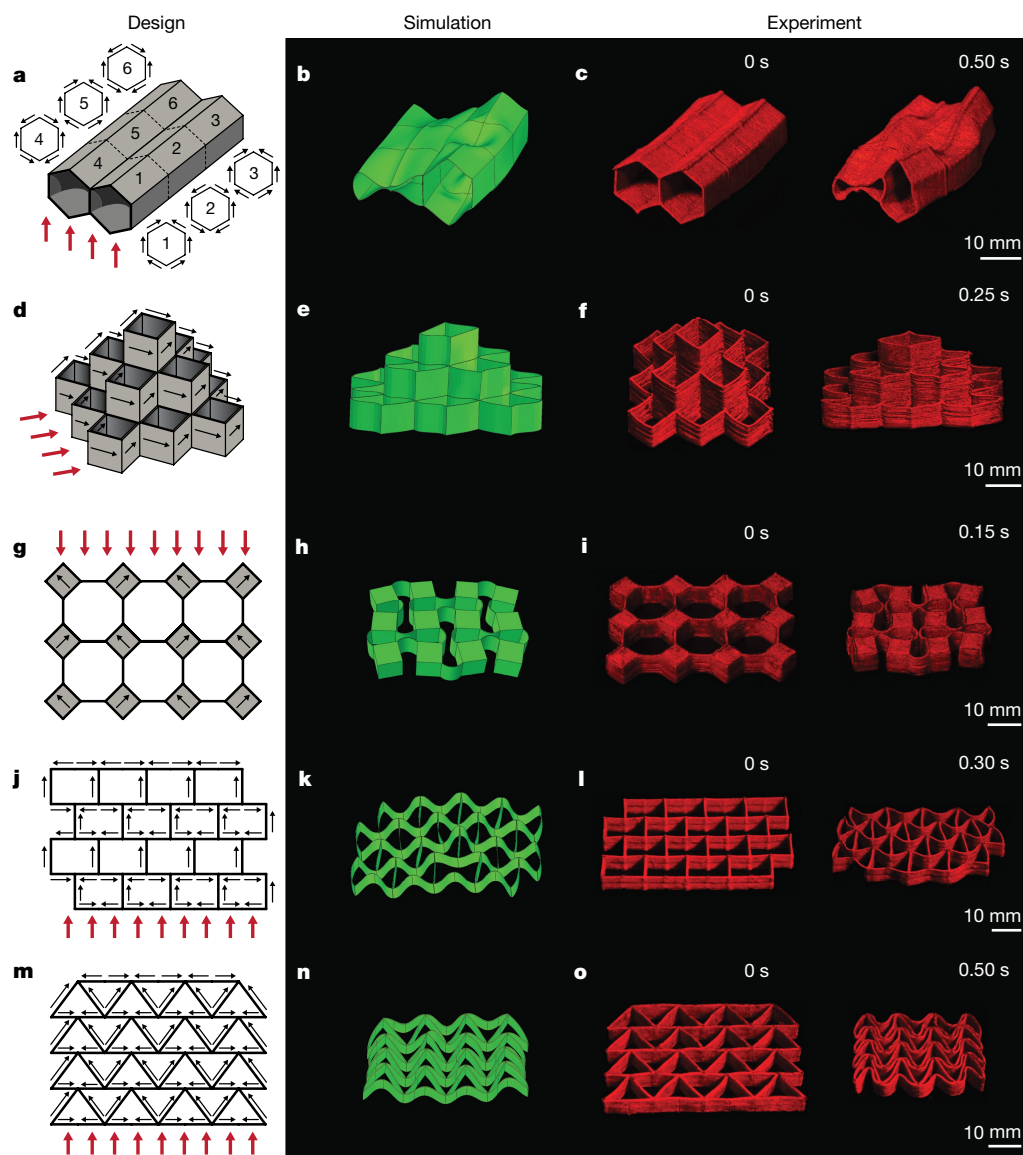 Design Simulation Experiment
a 6 b c 0 s 0.50 s
5 6 3
4 5 2
4 1 3
2
1
10 mm
d e f 0 s 0.25 s
10 mm
g h i 0 s 0.15 s
10 mm
j k l 0 s 0.30 s
10 mm
m n o 0 s 0.50 s
10 mm